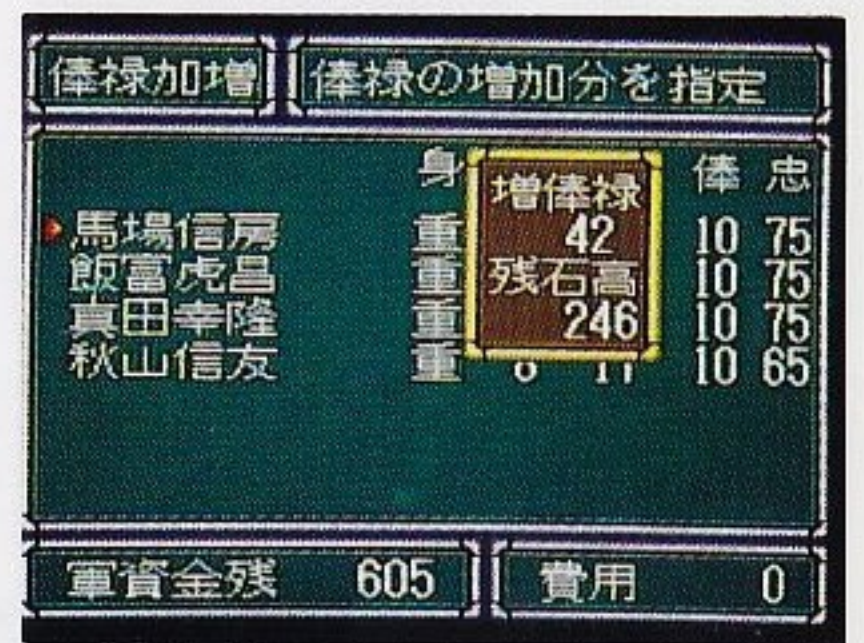 俸禄加増 俸禄の増加分を指定
身 俸 忠
馬場信房 重 10 75
飯富虎昌 重 10 75
真田幸隆 重 10 75
秋山信友 重 10 65
増俸禄
42
残石高
246
軍資金残 605 費用 0